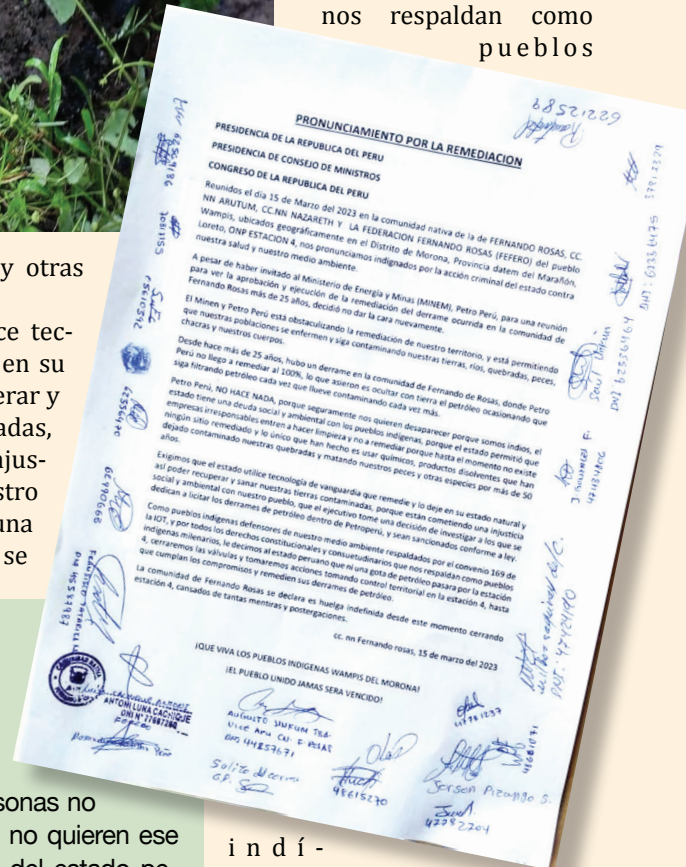 nos respaldan como
pueblos
y otras
ce tec-
en su
erar y
adas,
njus-
stro
una
se
68521229
PRONUNCIAMIENTO POR LA REMEDIACION
PRESIDENCIA DE LA REPUBLICA DEL PERU
PRESIDENCIA DE CONSEJO DE MINISTROS
CONGRESO DE LA REPUBLICA DEL PERU
Reunidos el día 15 de Marzo del 2023 en la comunidad nativa de la de FERNANDO ROSAS, CC.
NN ARUTUM, CC.NN NAZARETH Y LA FEDERACION FERNANDO ROSAS (FEFERO) del pueblo
Wampis, ubicados geográficamente en el Distrito de Morona, Provincia datem del Marañón,
Loreto, ONP ESTACION 4, nos pronunciamos indignados por la acción criminal del estado contra
nuestra salud y nuestro medio ambiente.
A pesar de haber invitado al Ministerio de Energía y Minas (MINEM), Petro Perú, para una reunión
para ver la aprobación y ejecución de la remediación del derrame ocurrida en la comunidad de
Fernando Rosas más de 25 años, decidió no dar la cara nuevamente.
El Minen y Petro Perú está obstaculizando la remediación de nuestro territorio, y está permitiendo
que nuestras poblaciones se enfermen y siga contaminando nuestras tierras, ríos, quebradas, peces,
chacras y nuestros cuerpos.
Desde hace más de 25 años, hubo un derrame en la comunidad de Fernando de Rosas, donde Petro
Perú no llego a remediar al 100%, lo que asieron es ocultar con tierra el petróleo ocasionando que
siga filtrando petróleo cada vez que llueve contaminando cada vez más.
Petro Perú, NO HACE NADA, porque seguramente nos quieren desaparecer porque somos indios, el
estado tiene una deuda social y ambiental con los pueblos indígenas, porque el estado permitió que
empresas irresponsables entren a hacer limpieza y no a remediar porque hasta el momento no existe
ningún sitio remediado y lo único que han hecho es usar químicos, productos disolventes que han
dejado contaminado nuestras quebradas y matando nuestros peces y otras especies por más de 50
años.
Exigimos que el estado utilice tecnología de vanguardia que remedie y lo deje en su estado natural y
así poder recuperar y sanar nuestras tierras contaminadas, porque están cometiendo una injusticia
social y ambiental con nuestro pueblo, que el ejecutivo tome una decisión de investigar a los que se
dedican a licitar los derrames de petróleo dentro de Petroperú, y sean sancionados conforme a ley.
Como pueblos indígenas defensores de nuestro medio ambiente respaldados por el convenio 169 de
la IOT, y por todos los derechos constitucionales y consuetudinarios que nos respaldan como pueblos
indígenas milenarios, le decimos al estado peruano que ni una gota de petróleo pasara por la estación
4, cerraremos las válvulas y tomaremos acciones tomando control territorial en la estación 4, hasta
que cumplan los compromisos y remedien sus derrames de petróleo.
La comunidad de Fernando Rosas se declara es huelga indefinida desde este momento cerrando
estación 4, cansados de tantas mentiras y postergaciones.
cc. nn Fernando rosas, 15 de marzo del 2023
¡QUE VIVA LOS PUEBLOS INDIGENAS WAMPIS DEL MORONA!
¡EL PUEBLO UNIDO JAMAS SERA VENCIDO!
COMUNIDAD NATIVA
ANTONI LUNA CACHIQUE
AUGUSTO
VICE APU CN. F. ROSAS
DNI 44857671
48615270
Jerson Pizango S.
47792704
DNI: 47424190
sonas no
no quieren ese
del estado pe
indí-